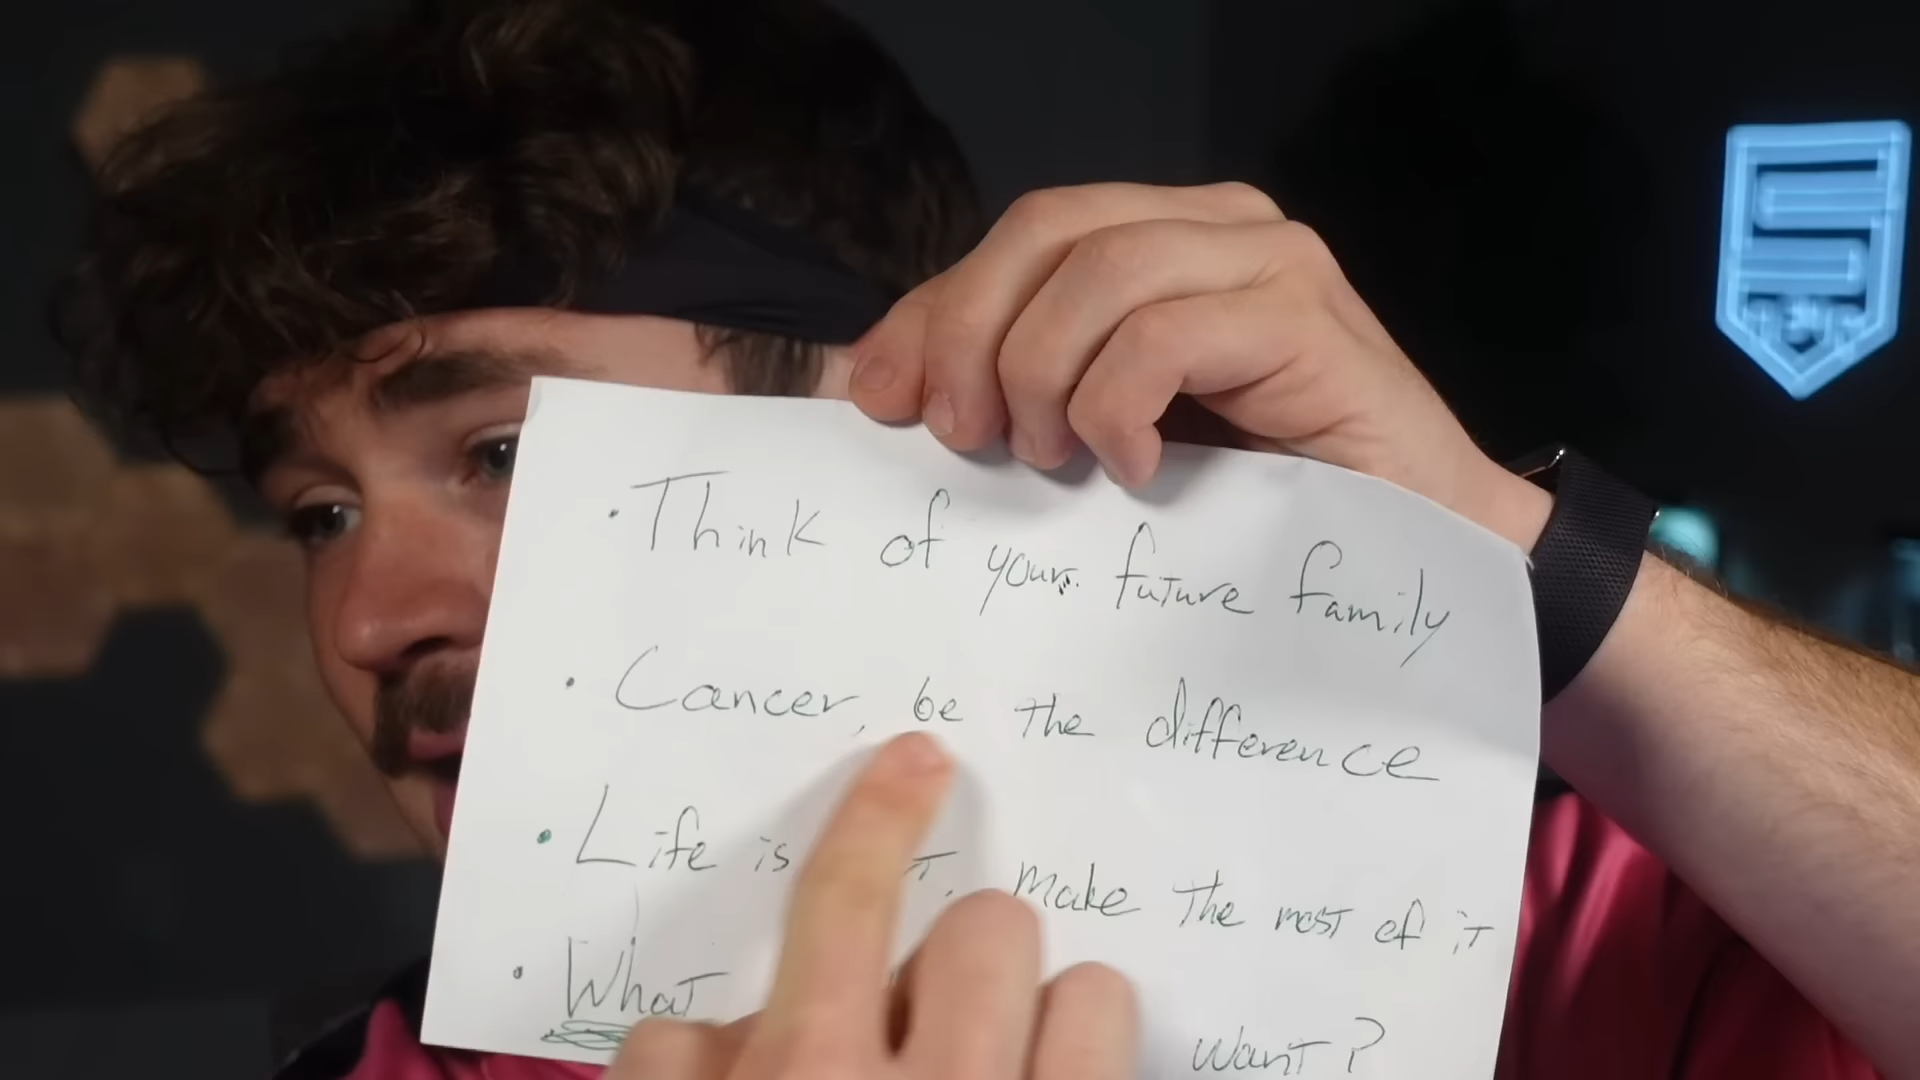 • Think of your future family
• Cancer, be the difference
• Life is make the most of it
• What want?